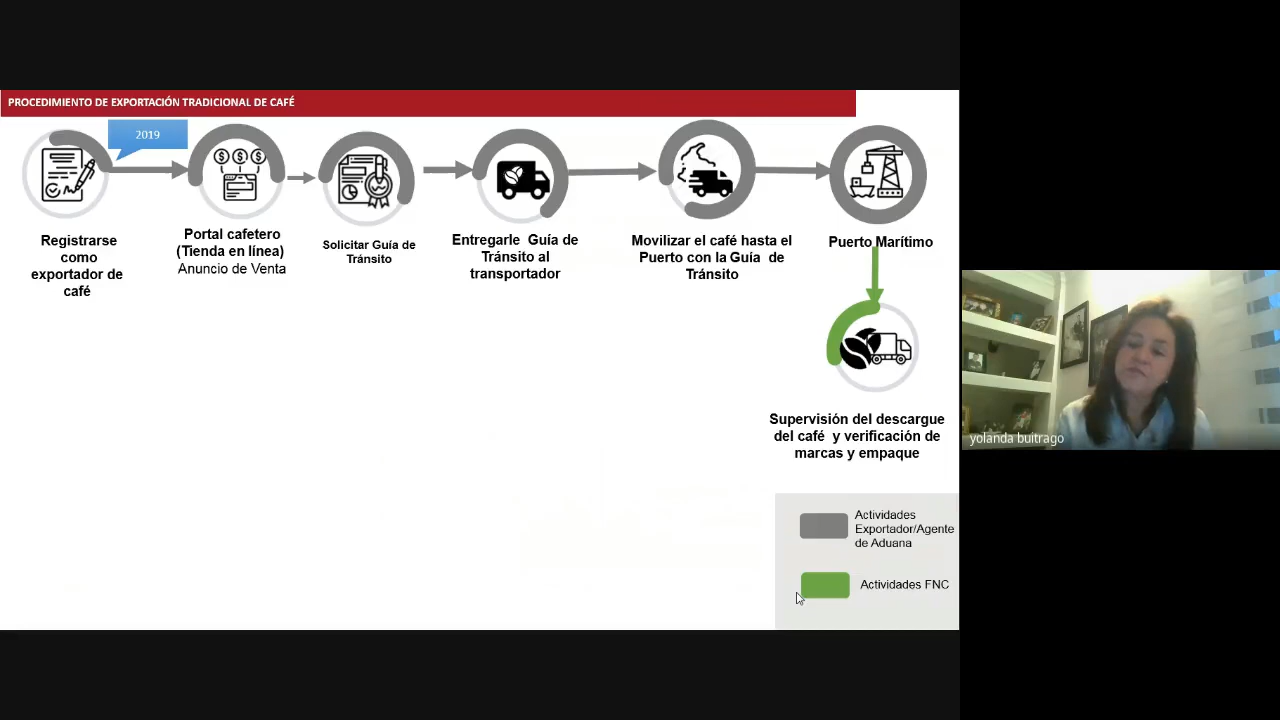 PROCEDIMIENTO DE EXPORTACIÓN TRADICIONAL DE CAFÉ
2019
Registrarse
como
exportador de
café
Portal cafetero
(Tienda en línea)
Anuncio de Venta
Solicitar Guía de
Tránsito
Entregarle Guía de
Tránsito al
transportador
Movilizar el café hasta el
Puerto con la Guía de
Tránsito
Puerto Marítimo
Supervisión del descargue
del café y verificación de
marcas y empaque
Actividades
Exportador/Agente
de Aduana
Actividades FNC
yolanda buitrago